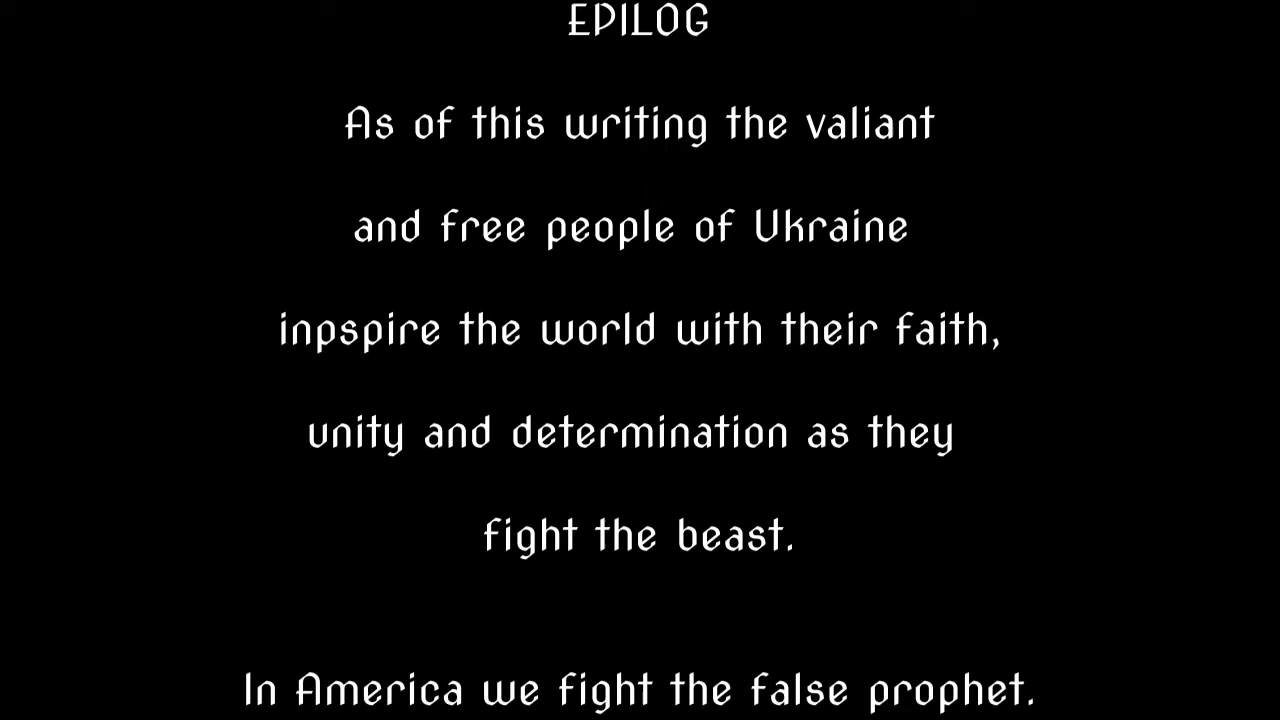 EPILOG
As of this writing the valiant
and free people of Ukraine
inpspire the world with their faith,
unity and determination as they
fight the beast.
In America we fight the false prophet.